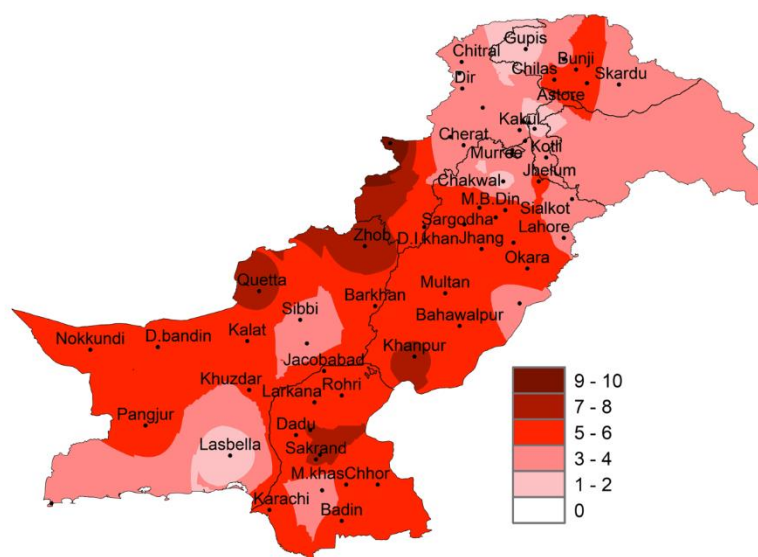 Gupis
Chitral
Bunji
Chilas
Skardu
Dir
Astore
Kakul
Cherat
Murree
Kotli
Chakwal
Jhelum
M.B.Din
Sialkot
Sargodha
Lahore
Zhob
D.I.khan
Jhang
Okara
Quetta
Multan
Barkhan
Sibbi
Bahawalpur
Kalat
Nokkundi
D.bandin
Khanpur
Jacobabad
Khuzdar
Rohri
Larkana
Pangjur
Dadu
Lasbella
Sakrand
M.khas
Chhor
Karachi
Badin
9 - 10
7 - 8
5 - 6
3 - 4
1 - 2
0